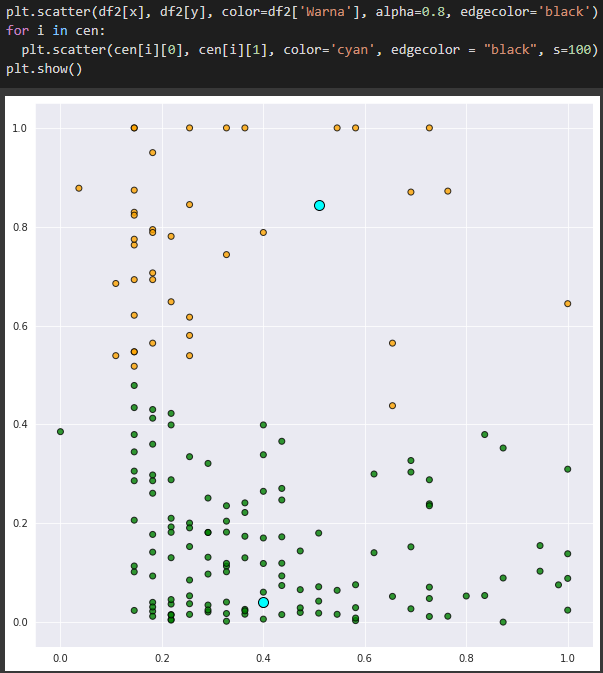 plt.scatter(df2[x], df2[y], color=df2['Warna'], alpha=0.8, edgecolor='black')
for i in cen:
  plt.scatter(cen[i][0], cen[i][1], color='cyan', edgecolor = "black", s=100)
plt.show()
1.0
0.8
0.6
0.4
0.2
0.0
0.0 0.2 0.4 0.6 0.8 1.0